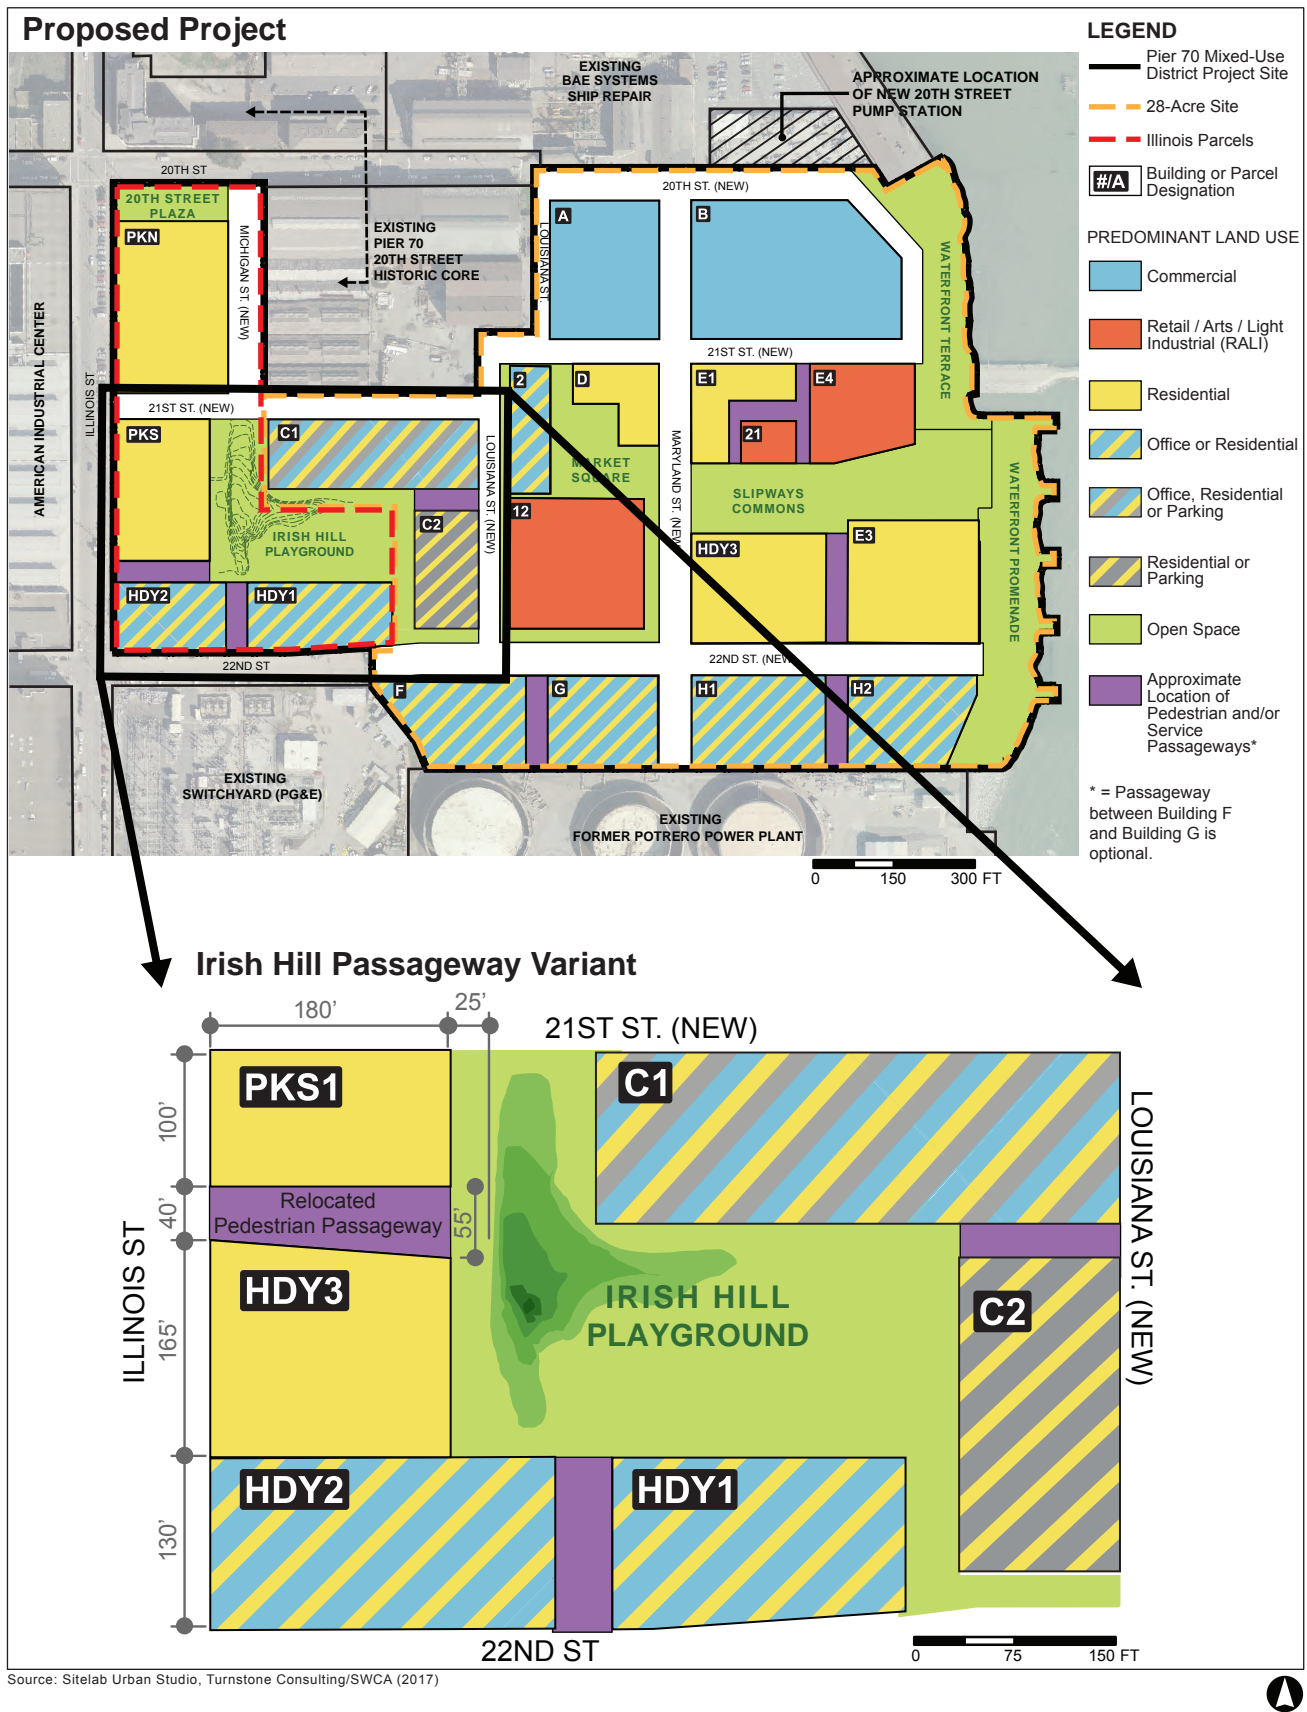 Proposed Project
EXISTING
BAE SYSTEMS
SHIP REPAIR
APPROXIMATE LOCATION
OF NEW 20TH STREET
PUMP STATION
20TH ST
20TH STREET
PLAZA
PKN
MICHIGAN ST. (NEW)
EXISTING
PIER 70
20TH STREET
HISTORIC CORE
20TH ST. (NEW)
A
B
LOUISIANA ST.
WATERFRONT TERRACE
AMERICAN INDUSTRIAL CENTER
ILLINOIS ST
21ST ST. (NEW)
21ST ST. (NEW)
2
D
E1
E4
PKS
C1
21
LOUISIANA ST. (NEW)
MARKET
SQUARE
MARYLAND ST. (NEW)
SLIPWAYS
COMMONS
WATERFRONT PROMENADE
12
C2
IRISH HILL
PLAYGROUND
HDY3
E3
HDY2
HDY1
22ND ST
22ND ST. (NEW)
F
G
H1
H2
EXISTING
SWITCHYARD (PG&E)
EXISTING
FORMER POTRERO POWER PLANT
0 150 300 FT
LEGEND
Pier 70 Mixed-Use
District Project Site
28-Acre Site
Illinois Parcels
#/A
Building or Parcel
Designation
PREDOMINANT LAND USE
Commercial
Retail / Arts / Light
Industrial (RALI)
Residential
Office or Residential
Office, Residential
or Parking
Residential or
Parking
Open Space
Approximate
Location of
Pedestrian and/or
Service
Passageways*
* = Passageway
between Building F
and Building G is
optional.
Irish Hill Passageway Variant
180'
25'
21ST ST. (NEW)
PKS1
C1
100'
LOUISIANA ST. (NEW)
Relocated
Pedestrian Passageway
40'
55'
ILLINOIS ST
HDY3
IRISH HILL
PLAYGROUND
C2
165'
HDY2
HDY1
130'
22ND ST
0 75 150 FT
Source: Sitelab Urban Studio, Turnstone Consulting/SWCA (2017)